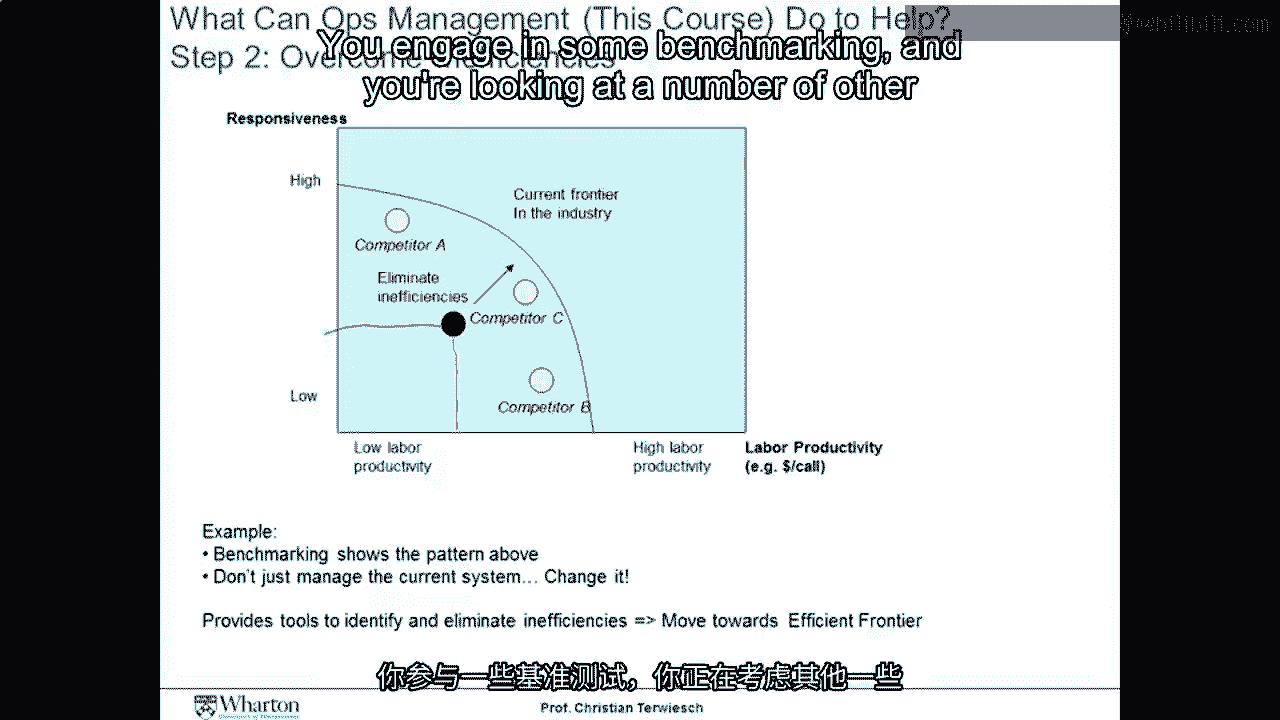 What Can Ops Management (This Course) Do to Help?
Step 2: Overcome Inefficiencies
You engage in some benchmarking, and
you're looking at a number of other
Responsiveness
High
Current frontier
In the industry
Competitor A
Eliminate
inefficiencies
Competitor C
Low
Competitor B
Low labor
productivity
High labor
productivity
Labor Productivity
(e.g. $/call)
Example:
• Benchmarking shows the pattern above
• Don't just manage the current system... Change it!
Provides tools to identify and eliminate inefficiencies => Move towards Efficient Frontier
你参与一些基准测试，你正在考虑其他一些
Wharton
Prof. Christian Terwiesch